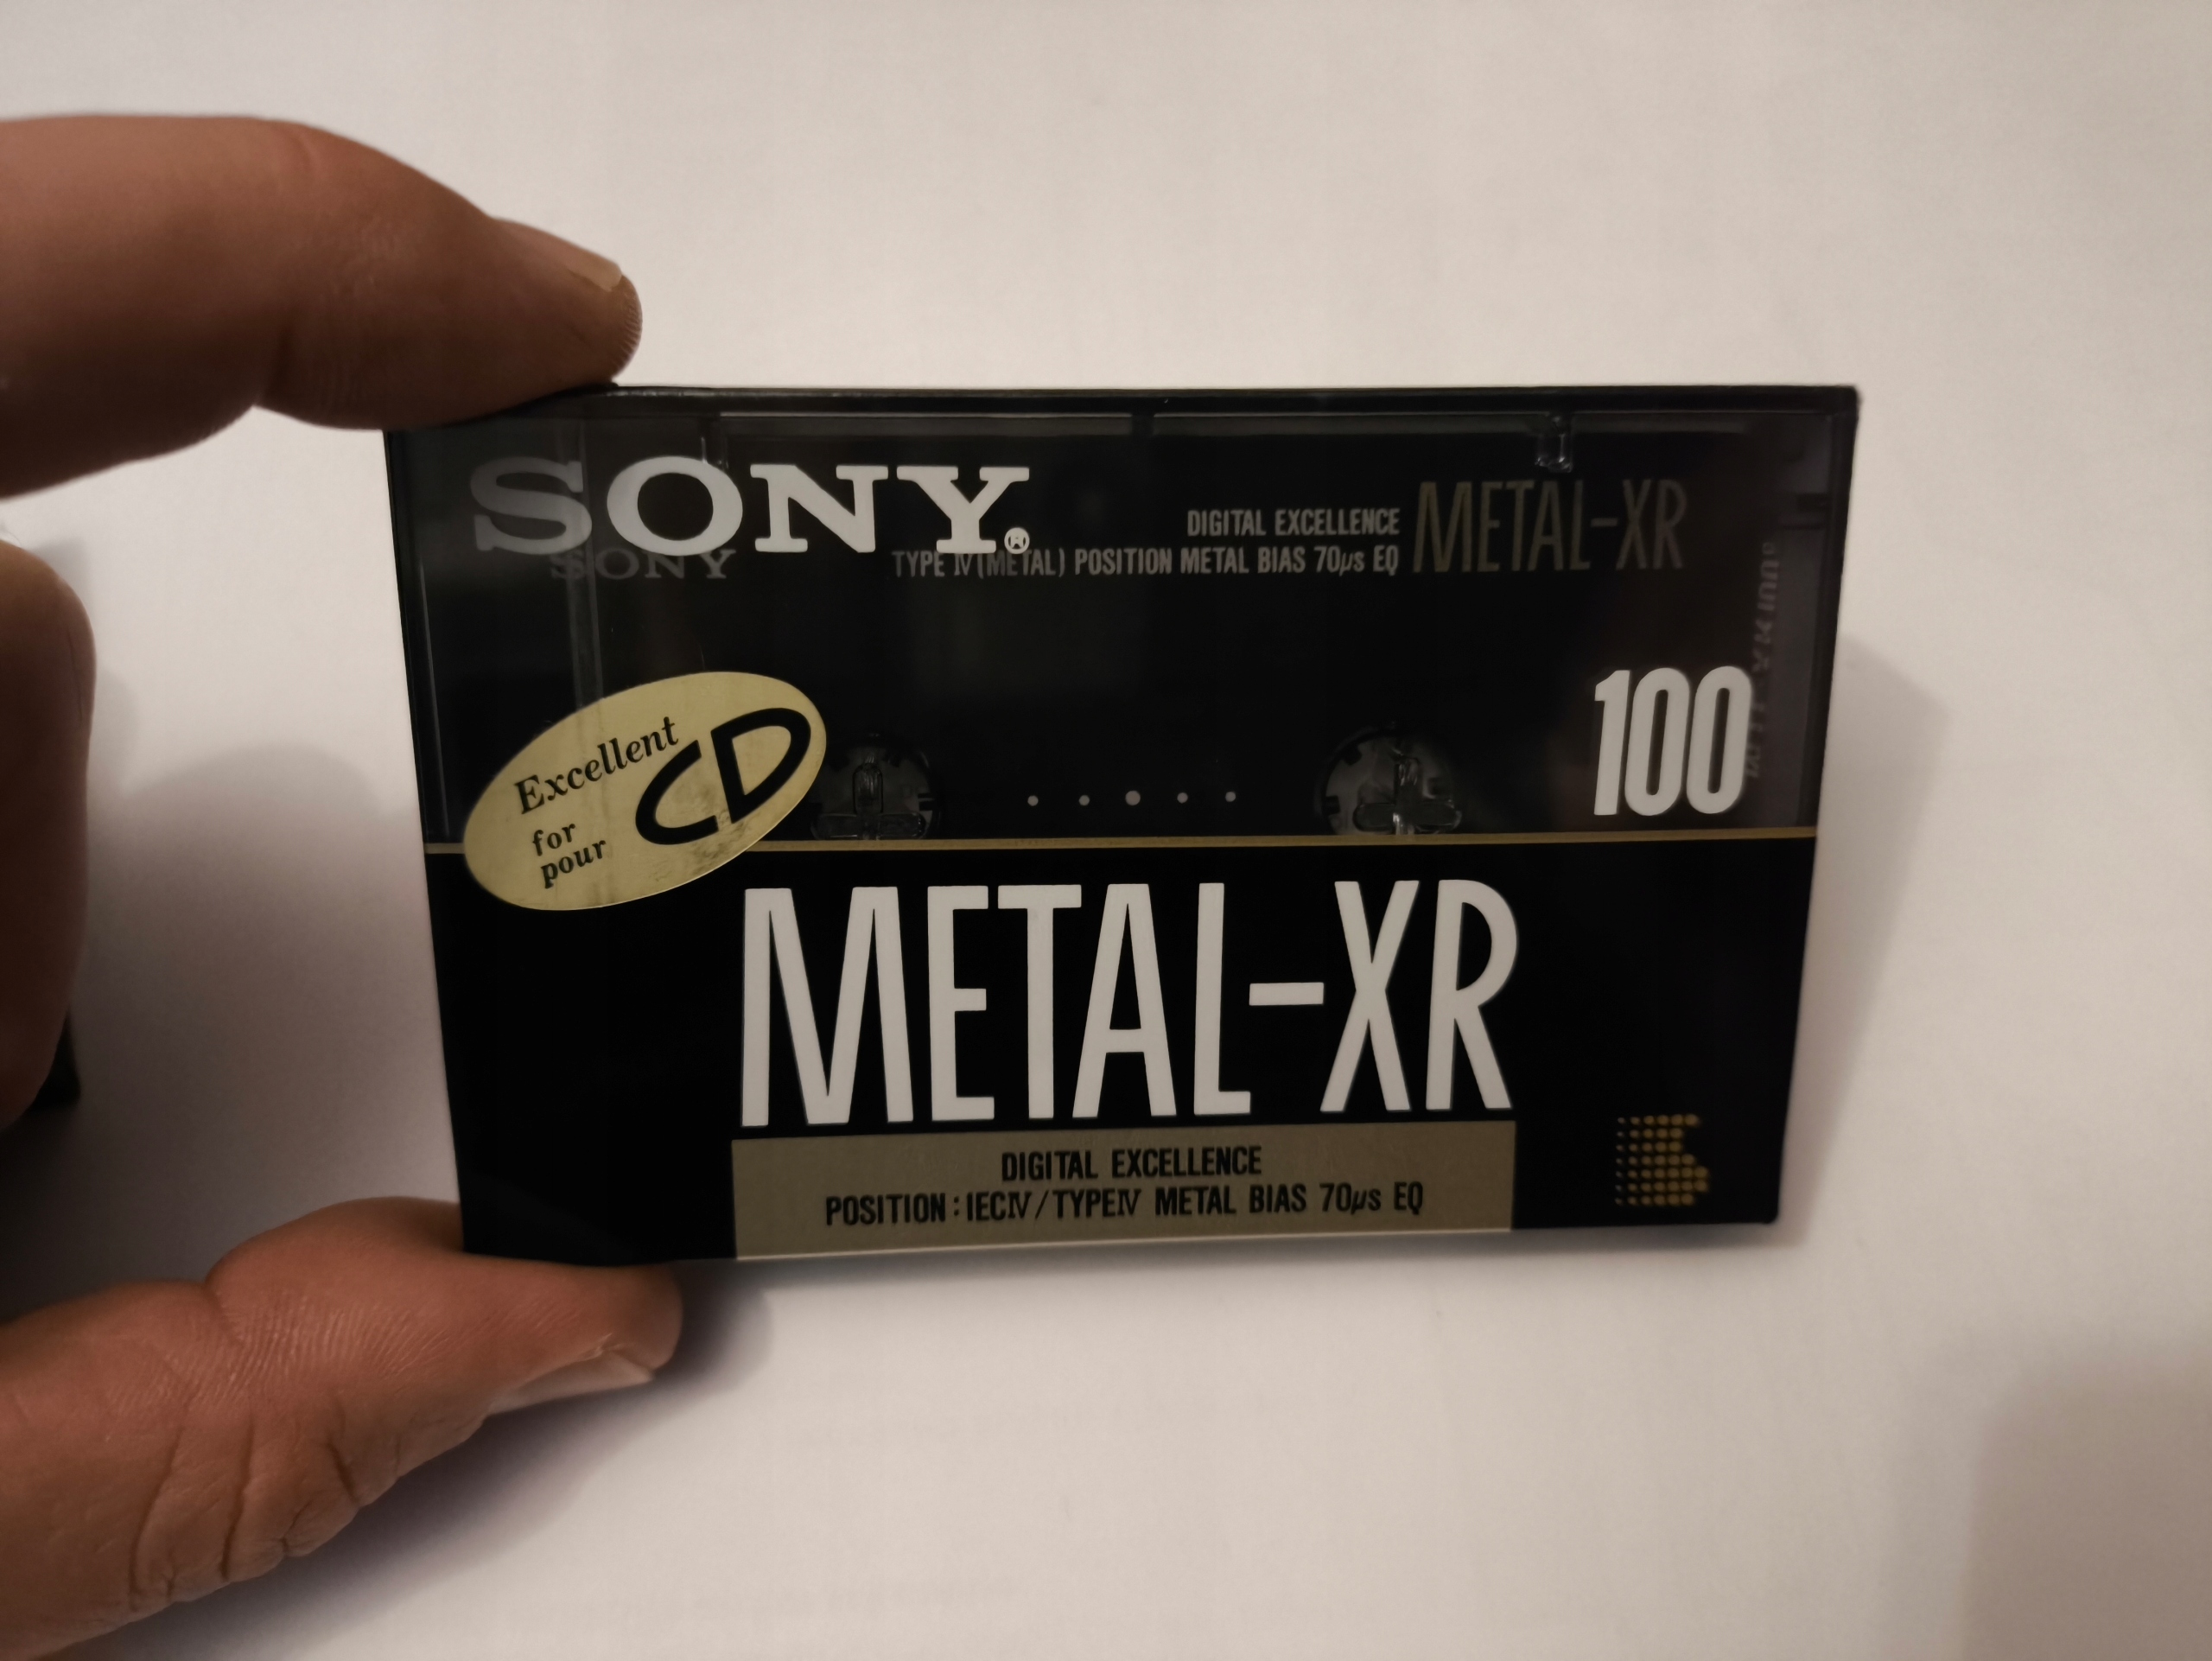 SONY®
DIGITAL EXCELLENCE METAL-XR
SONY
TYPE Ⅳ (METAL) POSITION METAL BIAS 70μs EQ
100
Excellent
for
pour
CD
METAL-XR
DIGITAL EXCELLENCE
POSITION : IECⅣ/TYPEⅣ METAL BIAS 70μs EQ